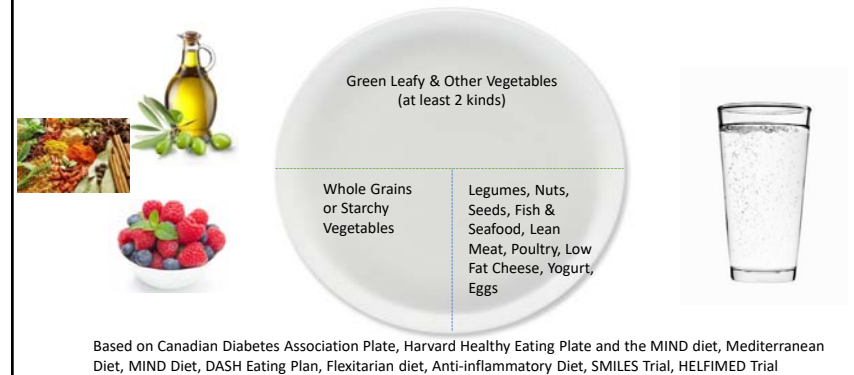 Green Leafy & Other Vegetables
(at least 2 kinds)
Whole Grains
or Starchy
Vegetables
Legumes, Nuts,
Seeds, Fish &
Seafood, Lean
Meat, Poultry, Low
Fat Cheese, Yogurt,
Eggs
Based on Canadian Diabetes Association Plate, Harvard Healthy Eating Plate and the MIND diet, Mediterranean
Diet, MIND Diet, DASH Eating Plan, Flexitarian diet, Anti-inflammatory Diet, SMILES Trial, HELFIMED Trial